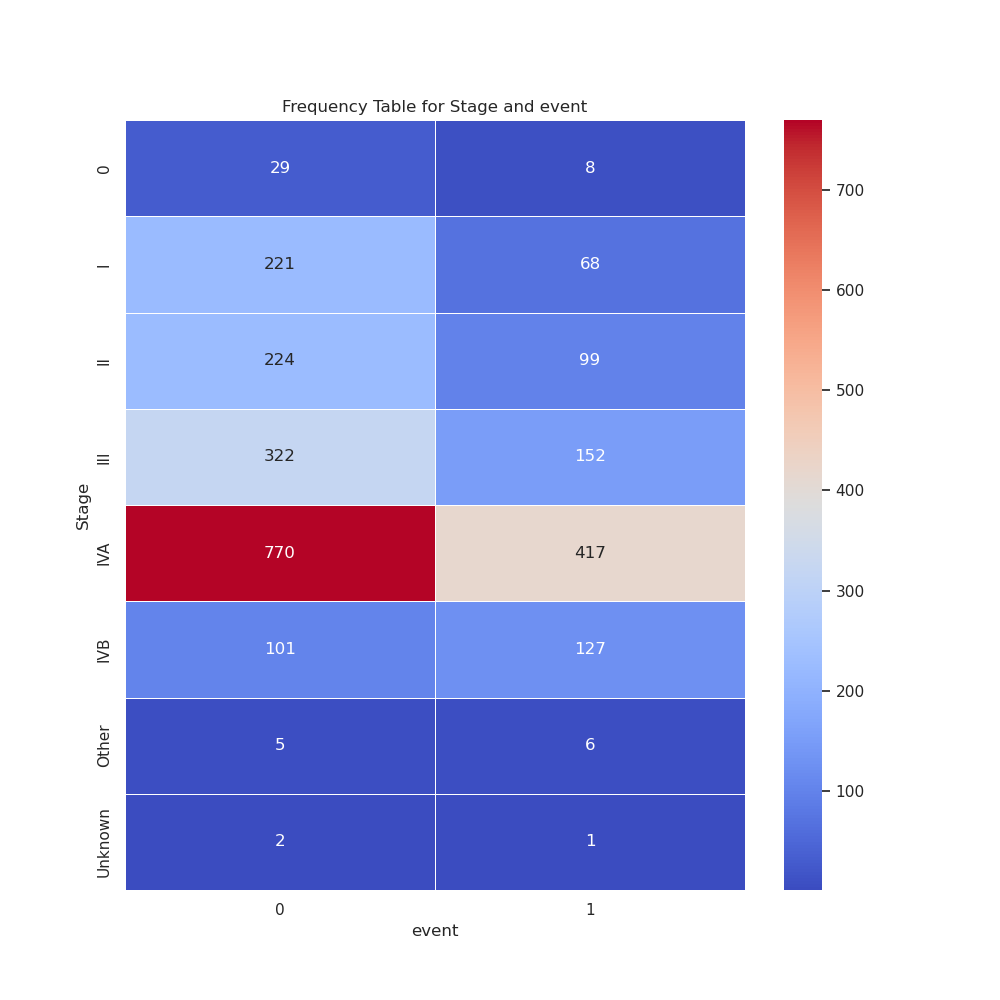 Frequency Table for Stage and event
0 29 8
I 221 68
II 224 99
III 322 152
IVA 770 417
IVB 101 127
Other 5 6
Unknown 2 1
0 1
event
Stage
700
600
500
400
300
200
100